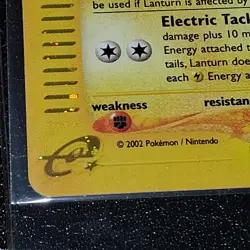 be used if Lanturn is affected by
Electric Tac
damage plus 10 m
Energy attached
tails, Lanturn doe
each Energy a
weakness resistan
© 2002 Pokémon / Nintendo